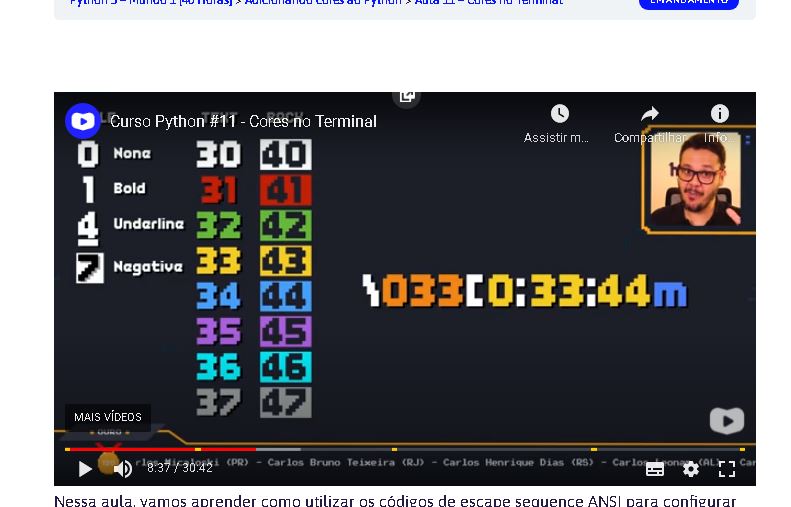 Python 3 – Mundo 1 [40 Horas] > Adicionando Cores ao Python > Aula 11 – Cores no Terminal
EM ANDAMENTO
Curso Python #11 - Cores no Terminal
Assistir m...
Compartilhar
Info...
0 None 30 40
1 Bold 31 41
4 Underline 32 42
7 Negative 33 43
34 44
35 45
36 46
37 47
\033[0:33:44m
MAIS VÍDEOS
OURO
(PR) – Carlos Bruno Teixeira (RJ) – Carlos Henrique Dias (RS) –
8:37 / 30:42
Nessa aula, vamos aprender como utilizar os códigos de escape sequence ANSI para configurar